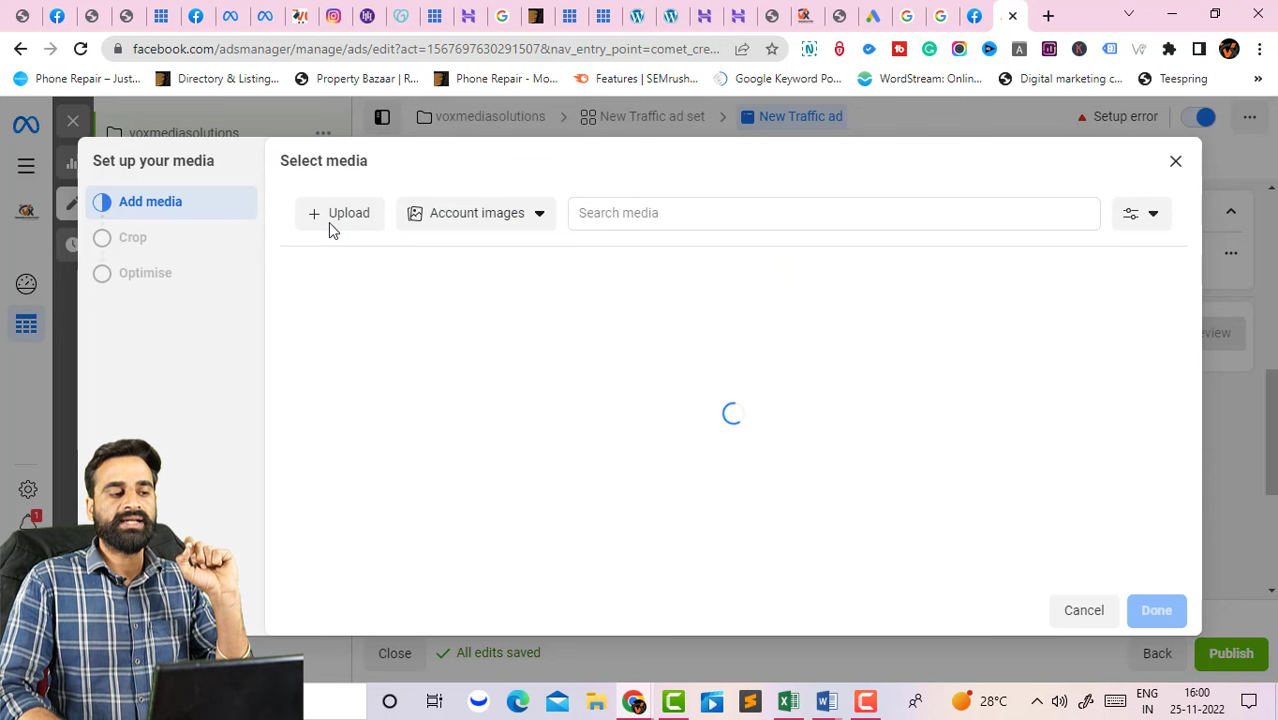 facebook.com/adsmanager/manage/ads/edit?act=1567697630291507&nav_entry_point=comet_cre...
Phone Repair – Just...
Directory & Listing...
Property Bazaar | R...
Phone Repair - Mo...
Features | SEMrush...
Google Keyword Po...
WordStream: Onlin...
Digital marketing c...
Teespring
voxmediasolutions
voxmediasolutions
New Traffic ad set
New Traffic ad
Setup error
Set up your media
Add media
Crop
Optimise
Select media
Upload
Account images
Search media
Cancel
Done
Close
All edits saved
Back
Publish
1
28°C
ENG
IN
16:00
25-11-2022